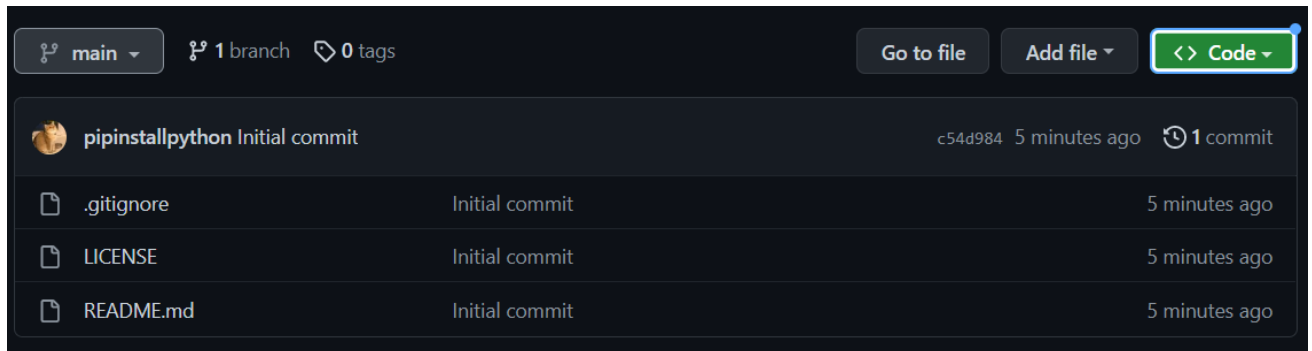 main 1 branch 0 tags Go to file Add file <> Code
pipinstallpython Initial commit c54d984 5 minutes ago 1 commit
.gitignore Initial commit 5 minutes ago
LICENSE Initial commit 5 minutes ago
README.md Initial commit 5 minutes ago